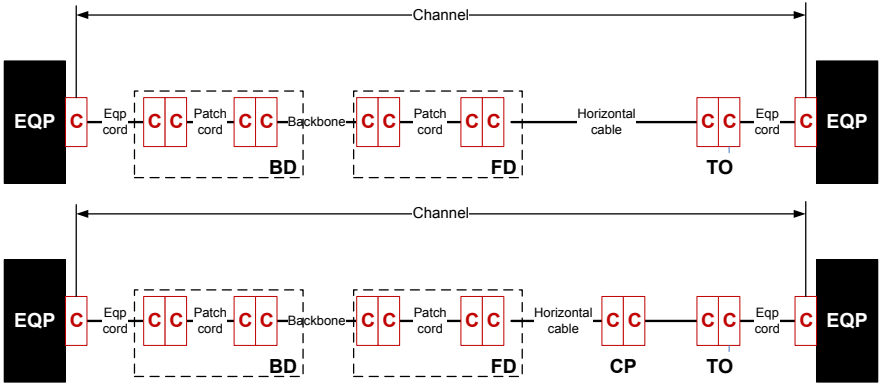 Channel
EQP C Eqp cord C C Patch cord C C Backbone C C Patch cord C C Horizontal cable C C Eqp cord C EQP
BD FD TO
Channel
EQP C Eqp cord C C Patch cord C C Backbone C C Patch cord C C Horizontal cable C C C C Eqp cord C EQP
BD FD CP TO